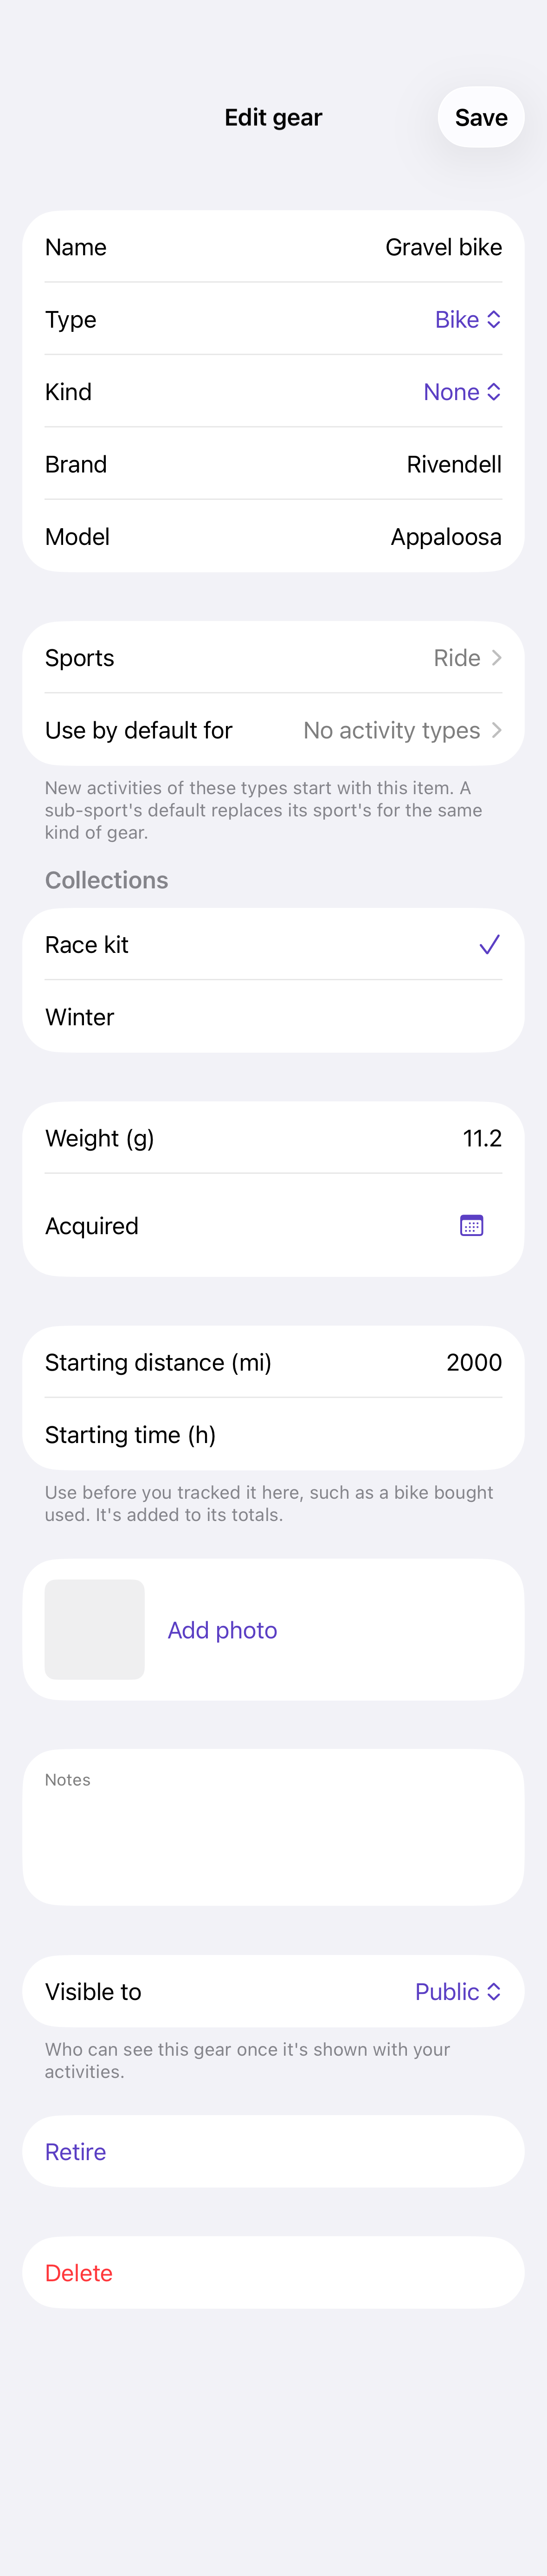 Edit gear
Save
Name Gravel bike
Type Bike
Kind None
Brand Rivendell
Model Appaloosa
Sports Ride
Use by default for No activity types
New activities of these types start with this item. A
sub-sport's default replaces its sport's for the same
kind of gear.
Collections
Race kit
Winter
Weight (g) 11.2
Acquired
Starting distance (mi) 2000
Starting time (h)
Use before you tracked it here, such as a bike bought
used. It's added to its totals.
Add photo
Notes
Visible to Public
Who can see this gear once it's shown with your
activities.
Retire
Delete